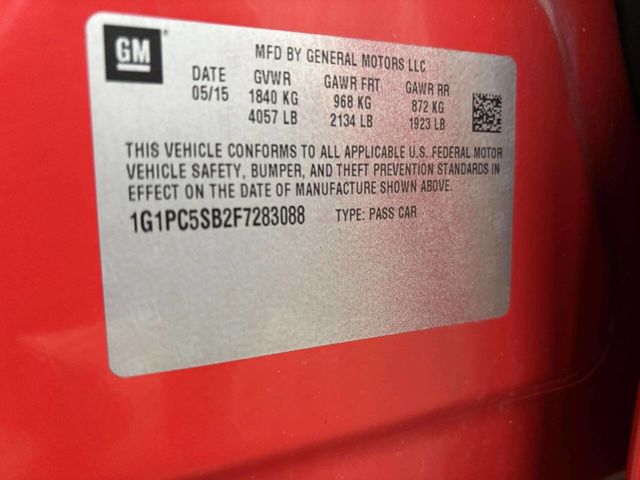 GM
MFD BY GENERAL MOTORS LLC
DATE GVWR GAWR FRT GAWR RR
05/15 1840 KG 968 KG 872 KG
4057 LB 2134 LB 1923 LB
THIS VEHICLE CONFORMS TO ALL APPLICABLE U.S. FEDERAL MOTOR
VEHICLE SAFETY, BUMPER, AND THEFT PREVENTION STANDARDS IN
EFFECT ON THE DATE OF MANUFACTURE SHOWN ABOVE.
1G1PC5SB2F7283088 TYPE: PASS CAR